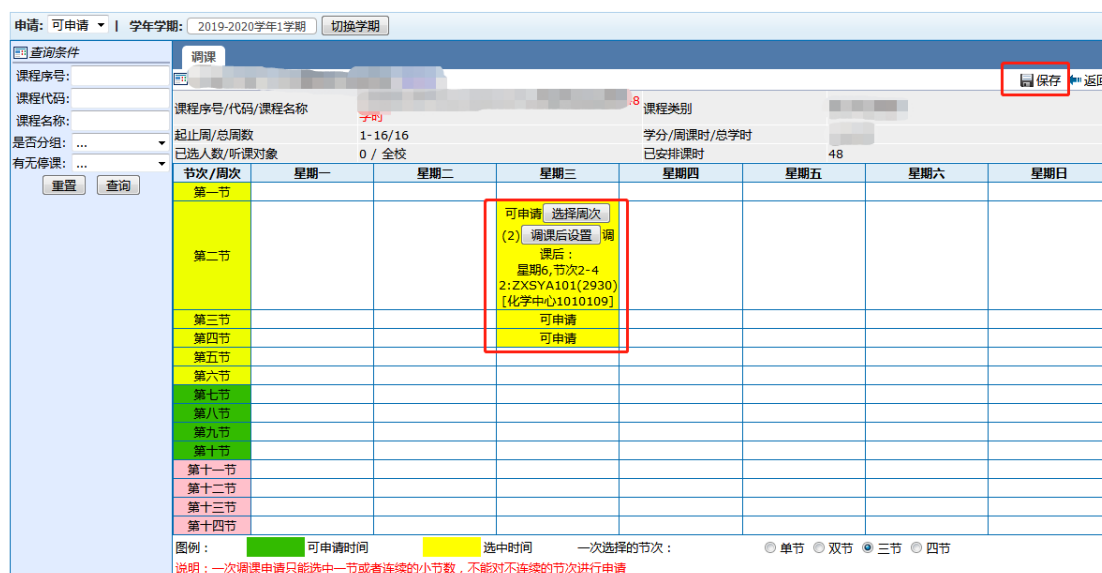 申请: 可申请 | 学年学期: 2019-2020学年1学期 切换学期
查询条件
课程序号:
课程代码:
课程名称:
是否分组: ...
有无停课: ...
重置 查询
调课
保存 返回
课程序号/代码/课程名称 学时 8 课程类别
起止周/总周数 1-16/16 学分/周课时/总学时
已选人数/听课对象 0 / 全校 已安排课时 48
节次/周次 星期一 星期二 星期三 星期四 星期五 星期六 星期日
第一节
第二节
可申请 选择周次
(2) 调课后设置 调
课后：
星期6,节次2-4
2:ZXSYA101(2930)
[化学中心1010109]
第三节 可申请
第四节 可申请
第五节
第六节
第七节
第八节
第九节
第十节
第十一节
第十二节
第十三节
第十四节
图例： 可申请时间 选中时间 一次选择的节次： 单节 双节 三节 四节
说明：一次调课申请只能选中一节或者连续的小节数，不能对不连续的节次进行申请